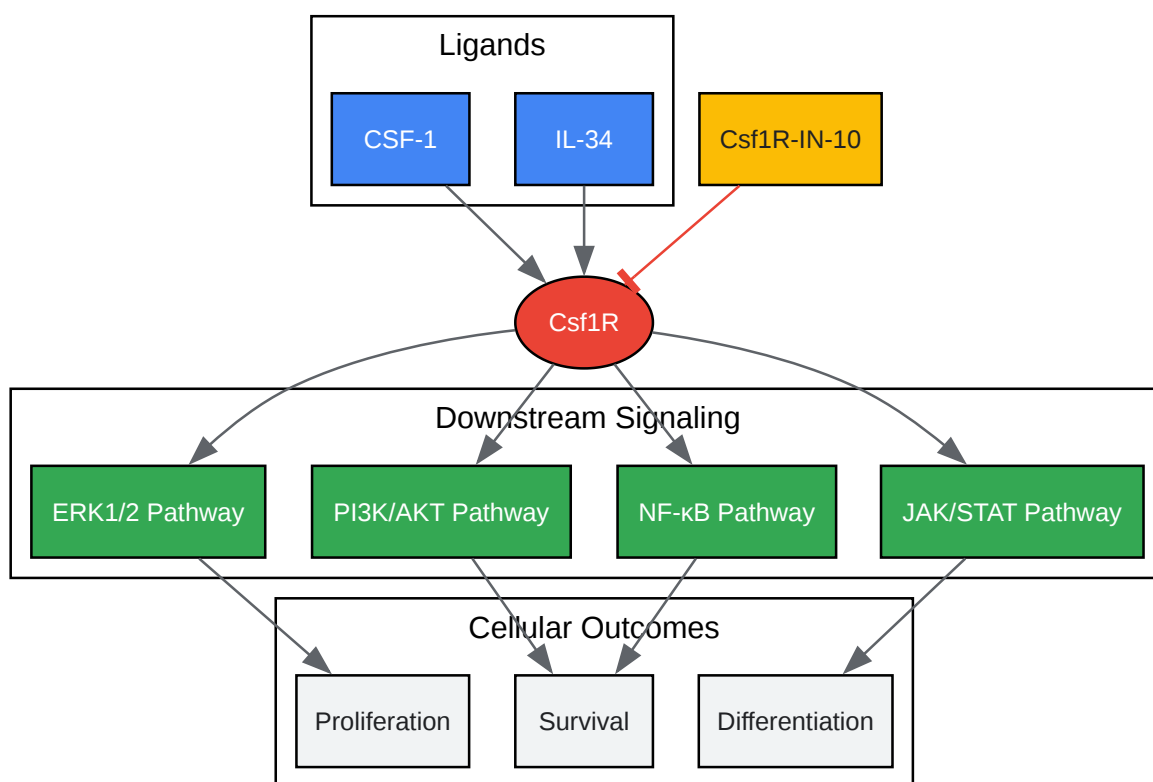 Ligands
CSF-1
IL-34
Csf1R-IN-10
Csf1R
Downstream Signaling
ERK1/2 Pathway
PI3K/AKT Pathway
NF-κB Pathway
JAK/STAT Pathway
Cellular Outcomes
Proliferation
Survival
Differentiation